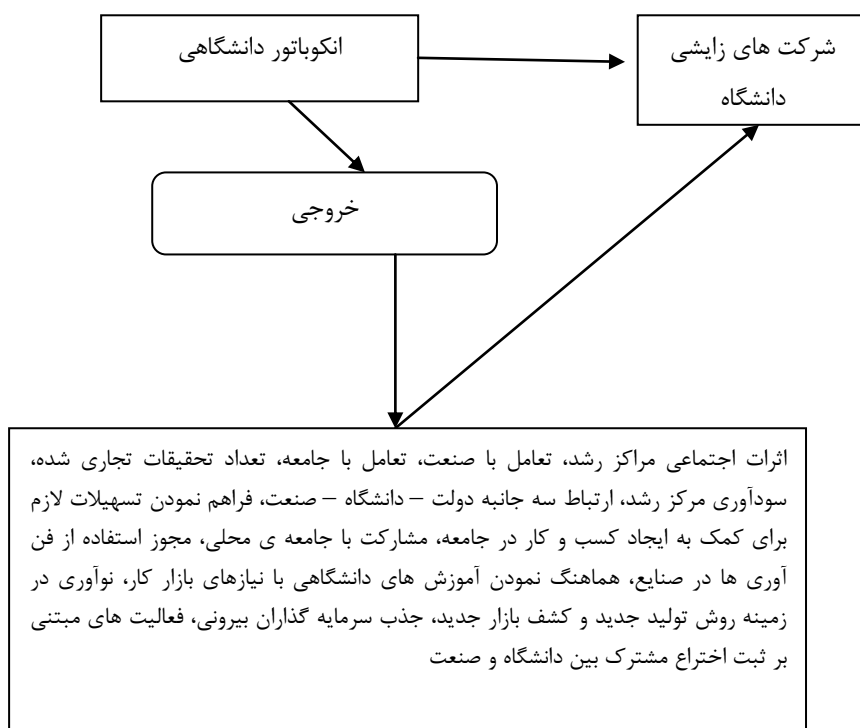 انکوباتور دانشگاهی
شرکت های زایشی
دانشگاه
خروجی
اثرات اجتماعی مراکز رشد، تعامل با صنعت، تعامل با جامعه، تعداد تحقیقات تجاری شده،
سودآوری مرکز رشد، ارتباط سه جانبه دولت – دانشگاه – صنعت، فراهم نمودن تسهیلات لازم
برای کمک به ایجاد کسب و کار در جامعه، مشارکت با جامعه ی محلی، مجوز استفاده از فن
آوری ها در صنایع، هماهنگ نمودن آموزش های دانشگاهی با نیازهای بازار کار، نوآوری در
زمینه روش تولید جدید و کشف بازار جدید، جذب سرمایه گذاران بیرونی، فعالیت های مبتنی
بر ثبت اختراع مشترک بین دانشگاه و صنعت